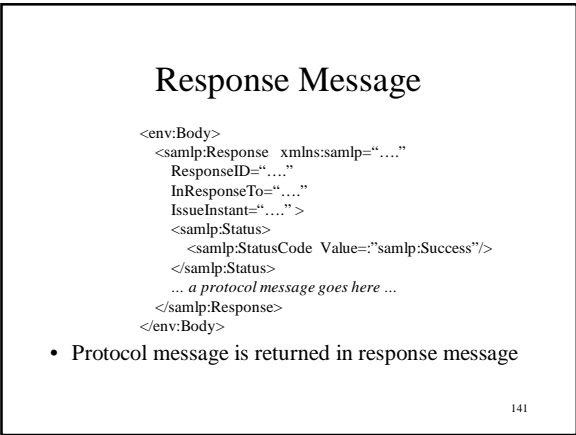 Response Message
<env:Body>
<samlp:Response xmlns:samlp=“….”
ResponseID=“….”
InResponseTo=“….”
IssueInstant=“….” >
<samlp:Status>
<samlp:StatusCode Value=:”samlp:Success”/>
</samlp:Status>
... a protocol message goes here ...
</samlp:Response>
</env:Body>
• Protocol message is returned in response message
141